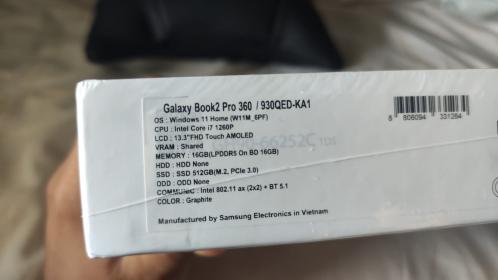 Galaxy Book2 Pro 360 / 930QED-KA1
OS : Windows 11 Home (W11M_6PF)
CPU : Intel Core i7 1260P
LCD : 13.3"FHD Touch AMOLED
VRAM : Shared
MEMORY : 16GB(LPDDR5 On BD 16GB)
HDD : HDD None
SSD : SSD 512GB(M.2, PCIe 3.0)
ODD : ODD None
COMMUNIC : Intel 802.11 ax (2x2) + BT 5.1
COLOR : Graphite
Manufactured by Samsung Electronics in Vietnam
8 806094 331264